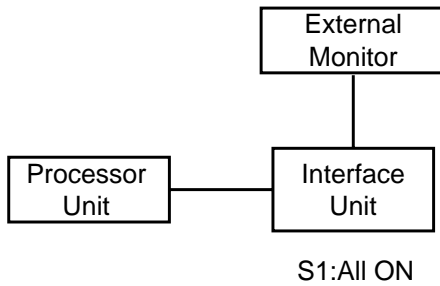 External
Monitor
Processor
Unit
Interface
Unit
S1:All ON